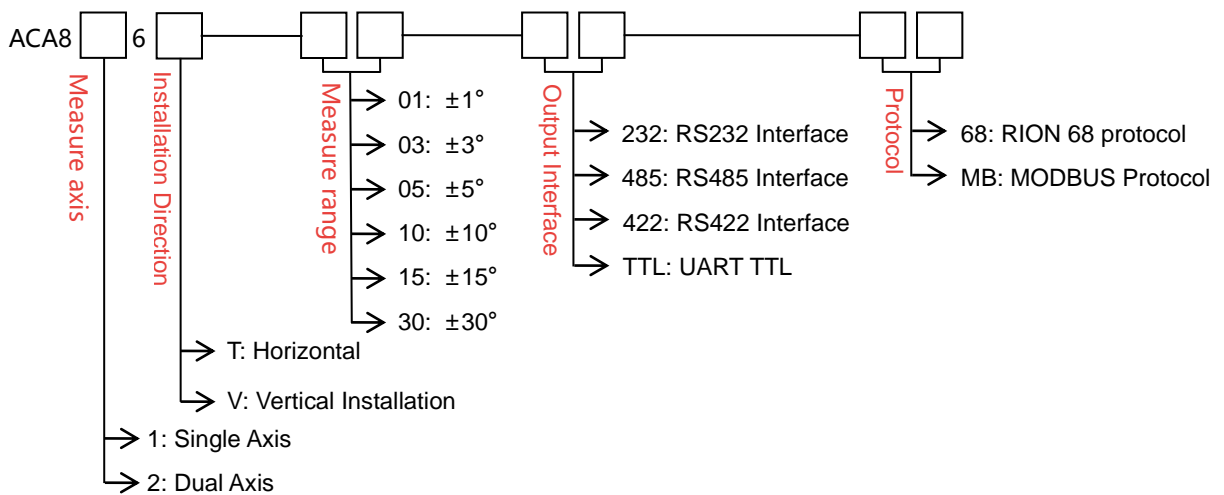 ACA8 6
Measure axis
Installation Direction
Measure range
Output Interface
Protocol
01: ±1°
03: ±3°
05: ±5°
10: ±10°
15: ±15°
30: ±30°
232: RS232 Interface
485: RS485 Interface
422: RS422 Interface
TTL: UART TTL
68: RION 68 protocol
MB: MODBUS Protocol
T: Horizontal
V: Vertical Installation
1: Single Axis
2: Dual Axis